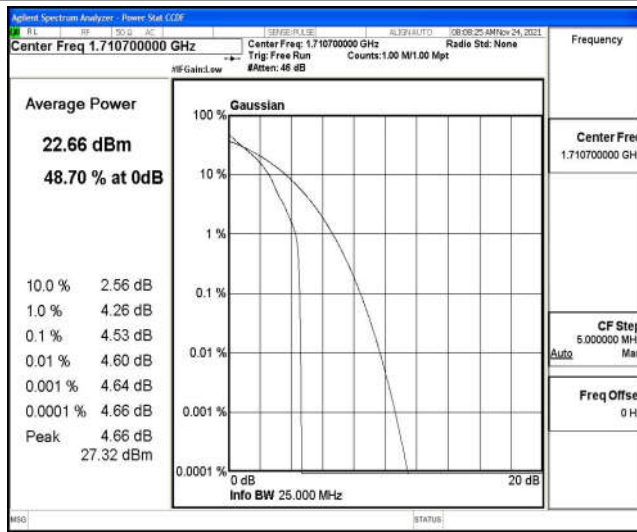 Agilent Spectrum Analyzer - Power Stat CCDF
RL RF 50 Ω AC SENSE:PULSE ALIGN AUTO 08:08:25 AM Nov 24, 2021
Center Freq 1.710700000 GHz
Center Freq: 1.710700000 GHz
Radio Std: None
Trig: Free Run Counts:1.00 M/1.00 Mpt
#IFGain:Low #Atten: 46 dB
Frequency
Average Power
22.66 dBm
48.70 % at 0dB
10.0 % 2.56 dB
1.0 % 4.26 dB
0.1 % 4.53 dB
0.01 % 4.60 dB
0.001 % 4.64 dB
0.0001 % 4.66 dB
Peak 4.66 dB
27.32 dBm
Gaussian
100 %
10 %
1 %
0.1 %
0.01 %
0.001 %
0.0001 %
0 dB
20 dB
Info BW 25.000 MHz
Center Fre
1.710700000 GH
CF Step
5.000000 MH
Auto Ma
Freq Offse
0 H
MSG STATUS